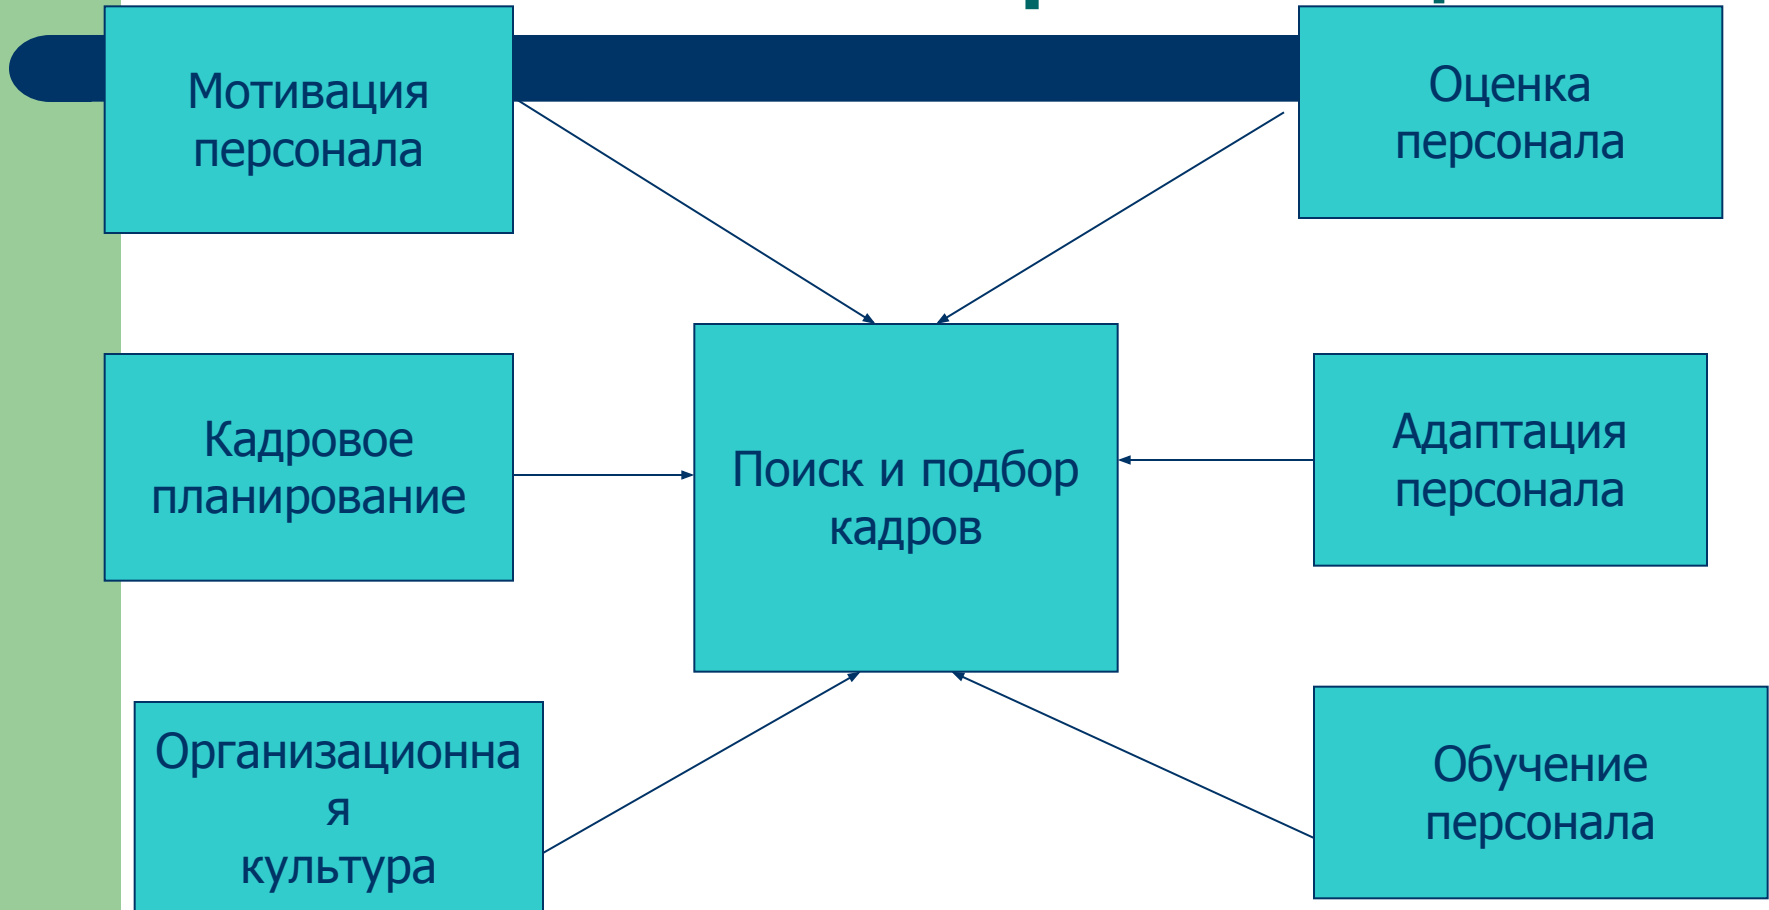 Мотивация
персонала
Оценка
персонала
Кадровое
планирование
Поиск и подбор
кадров
Адаптация
персонала
Организационна
я
культура
Обучение
персонала